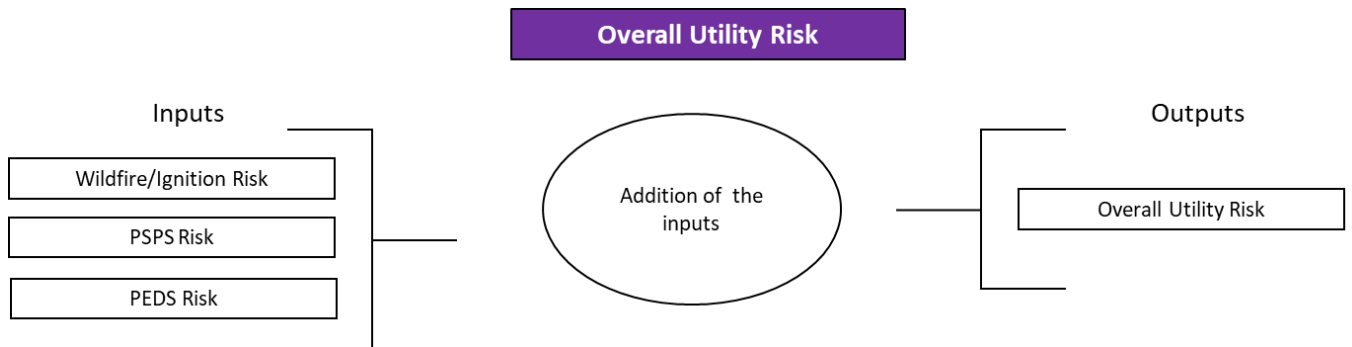 Overall Utility Risk
Inputs
Wildfire/Ignition Risk
PSPS Risk
PEDS Risk
Addition of the
inputs
Outputs
Overall Utility Risk